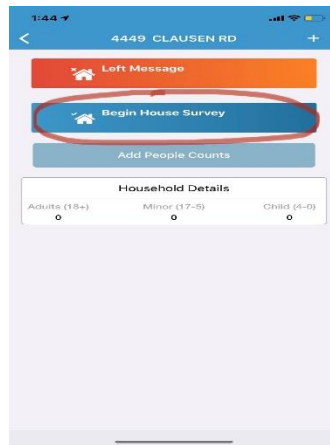 1:44
4449 CLAUSEN RD +
Left Message
Begin House Survey
Add People Counts
Household Details
Adults (18+) Minor (17-5) Child (4-0)
0 0 0